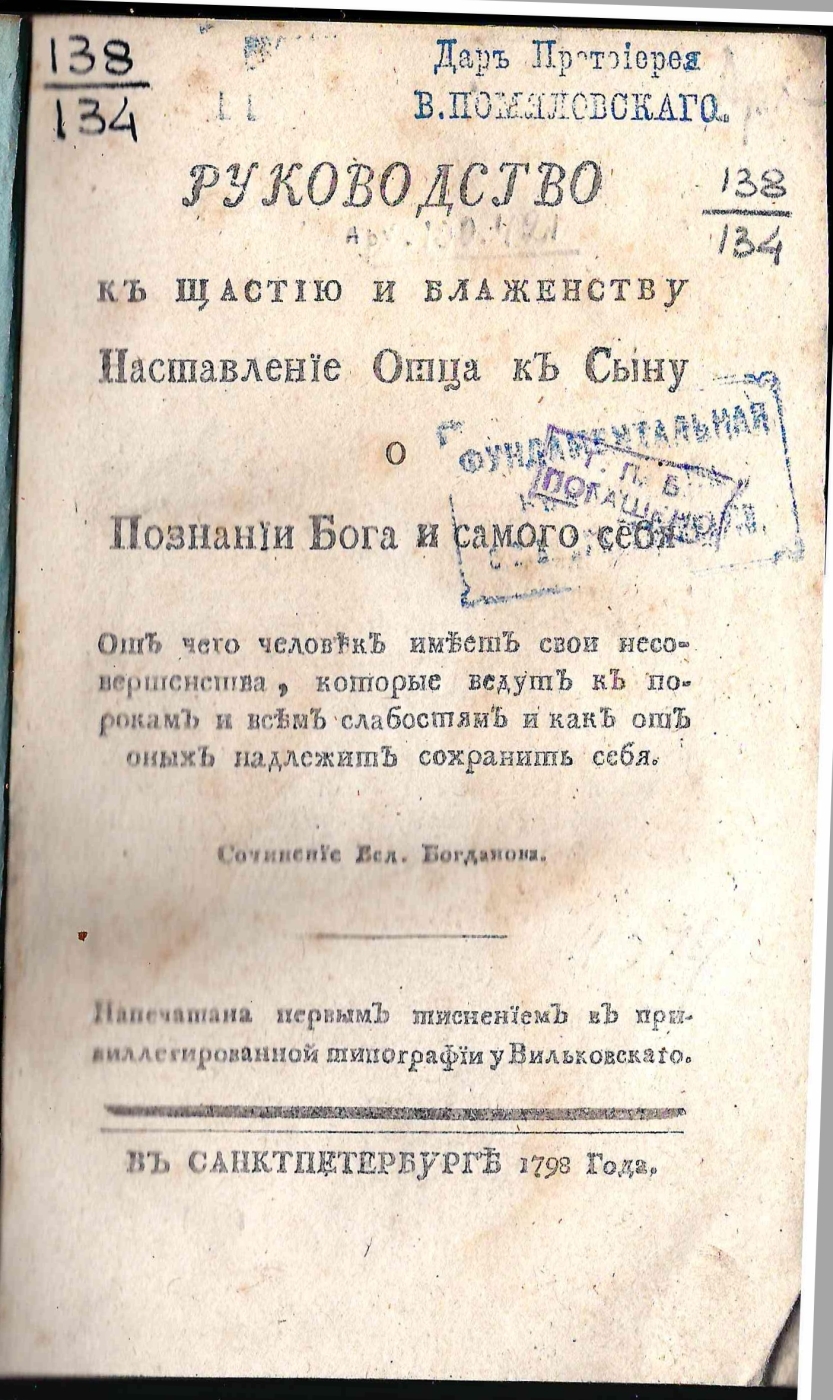 138
134
Даръ Протоіерея
В. ПОМЯЛОВСКАГО.
138
134
РУКОВОДСТВО
КЪ ЩАСТІЮ И БЛАЖЕНСТВУ
Наставленїе Отца къ Сыну
о
Познанїи Бога и самого себя
ФУНДАМЕНТАЛЬНАЯ
Г. П. Б.
ПОГАШЕНО
Отъ чего человѣкъ имѣетъ свои несо-
вершенства, которые ведутъ къ по-
рокамъ и всѣмъ слабостямъ и какъ отъ
оныхъ надлежитъ сохранить себя.
Сочиненїе Всл. Богданова.
Напечатана первымъ тисненїемъ въ при-
виллегированной типографїи у Вильковскаго.
ВЪ САНКТПЕТЕРБУРГѢ 1798 Года.